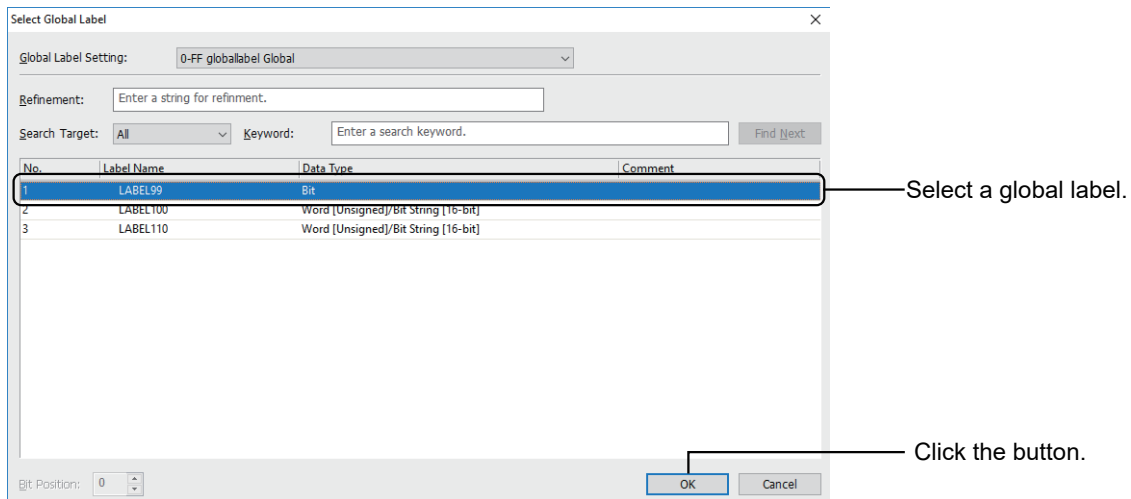 Select Global Label
Global Label Setting: 0-FF globallabel Global
Refinement: Enter a string for refinment.
Search Target: All Keyword: Enter a search keyword. Find Next
No. Label Name Data Type Comment
1 LABEL99 Bit
Select a global label.
2 LABEL100 Word [Unsigned]/Bit String [16-bit]
3 LABEL110 Word [Unsigned]/Bit String [16-bit]
Click the button.
Bit Position: 0 OK Cancel